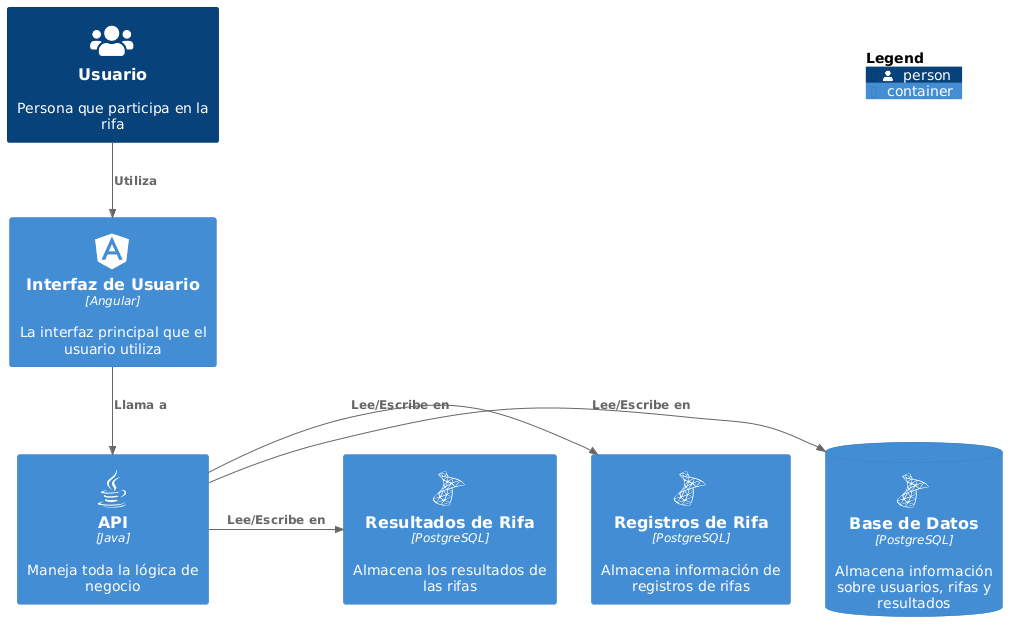 Usuario
Persona que participa en la
rifa
Legend
person
container
Utiliza
Interfaz de Usuario
[Angular]
La interfaz principal que el
usuario utiliza
Llama a
Lee/Escribe en
Lee/Escribe en
API
[Java]
Maneja toda la lógica de
negocio
Lee/Escribe en
Resultados de Rifa
[PostgreSQL]
Almacena los resultados de
las rifas
Registros de Rifa
[PostgreSQL]
Almacena información de
registros de rifas
Base de Datos
[PostgreSQL]
Almacena información
sobre usuarios, rifas y
resultados